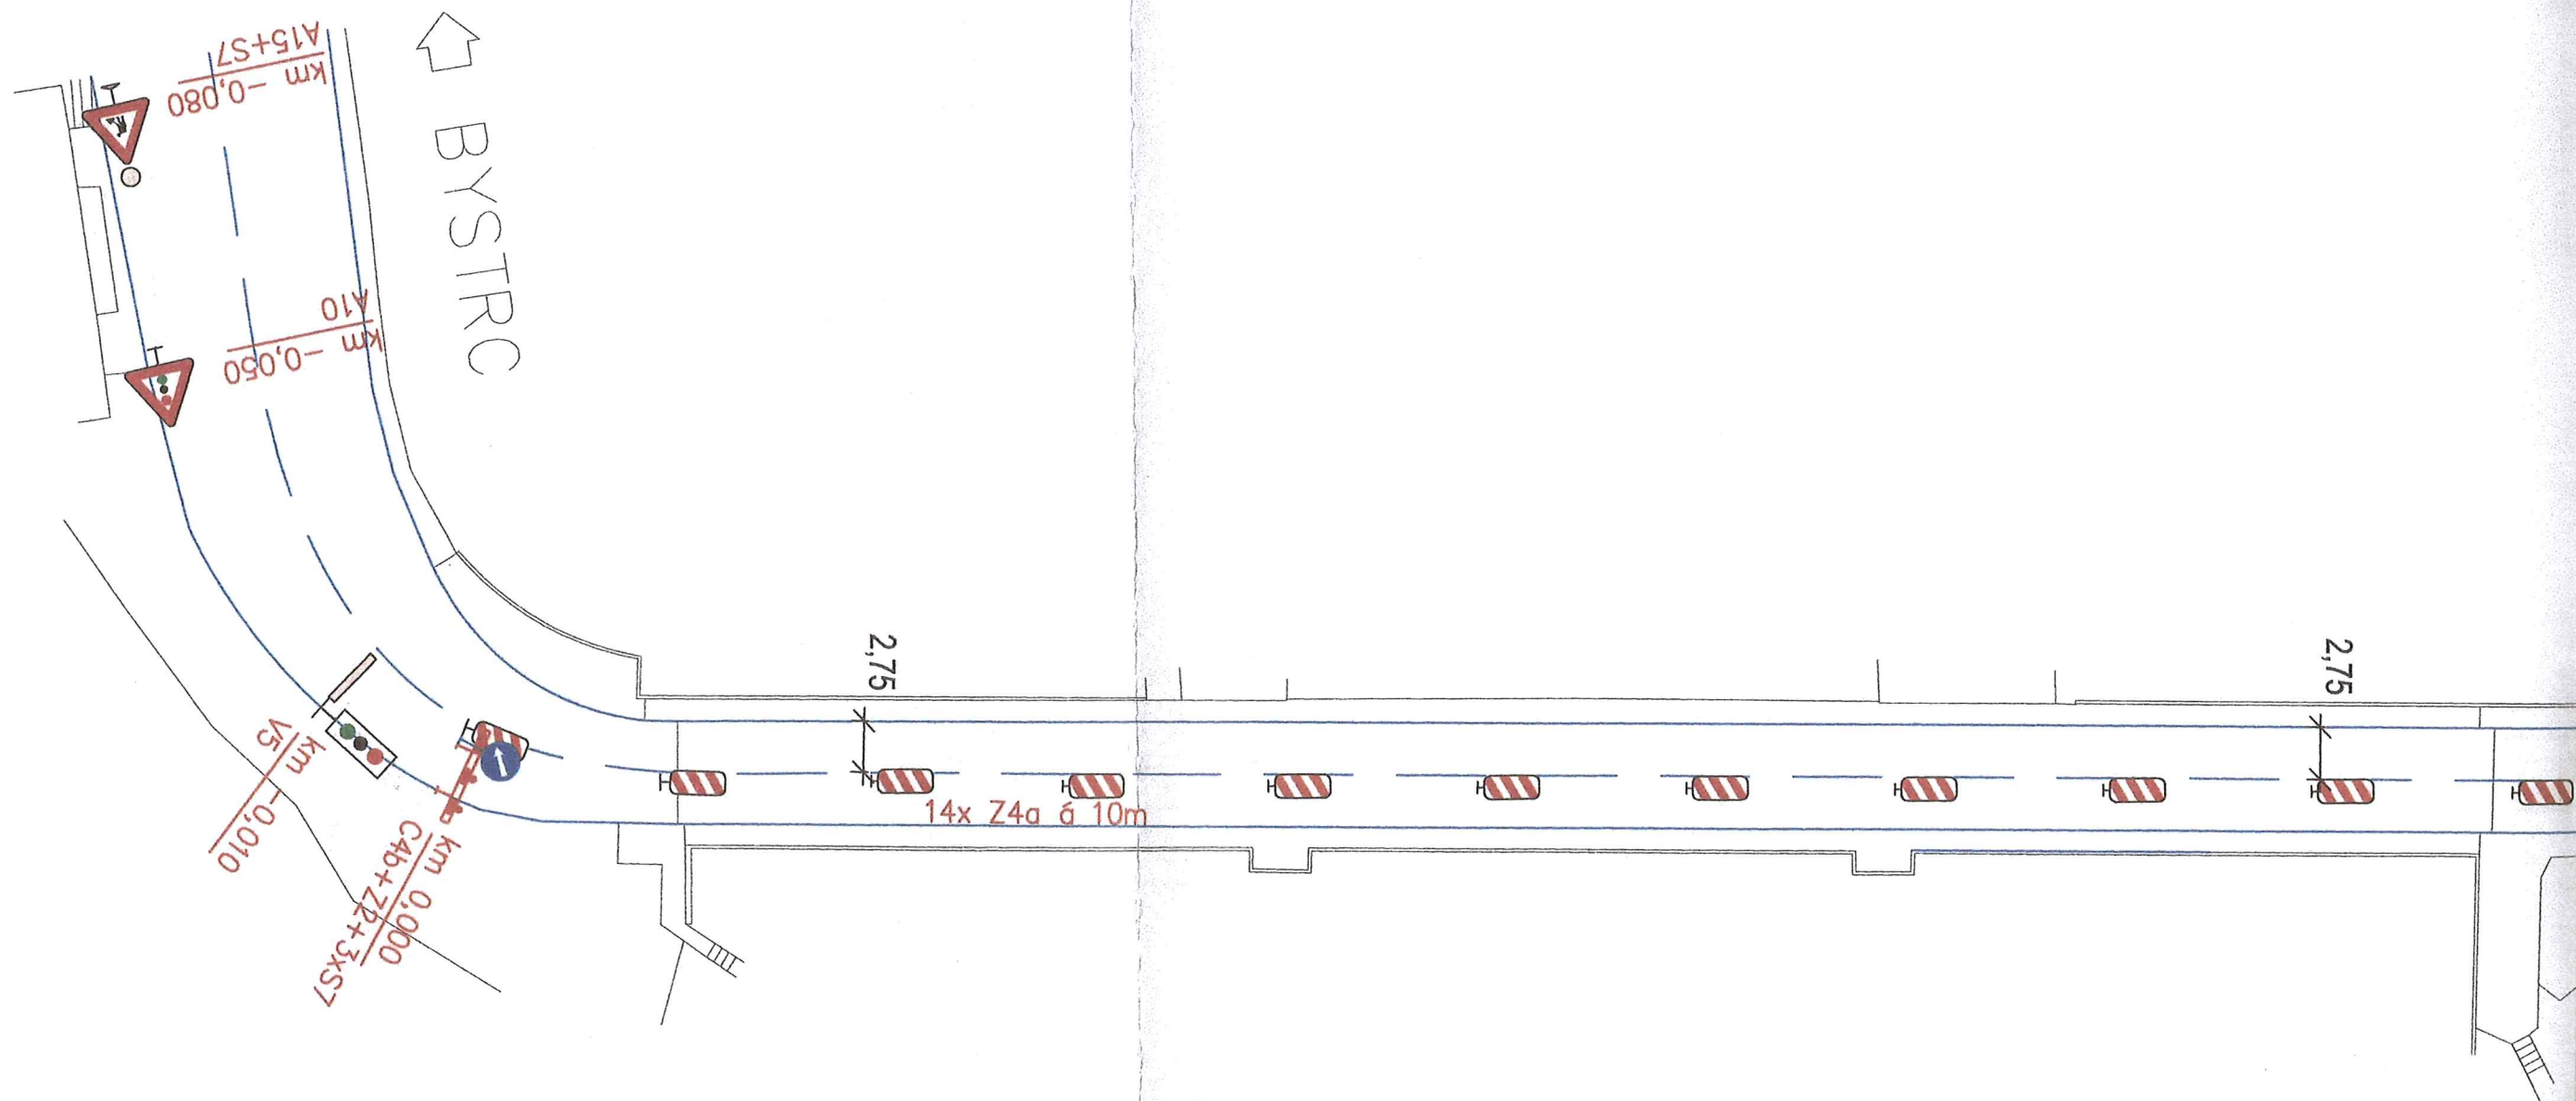 A15+S7
km -0,080
BYSTRC
A10
km -0,050
2,75
2,75
14x Z4a á 10m
km -0,010
V5
km 0,000
C4b+Z2+3xS7